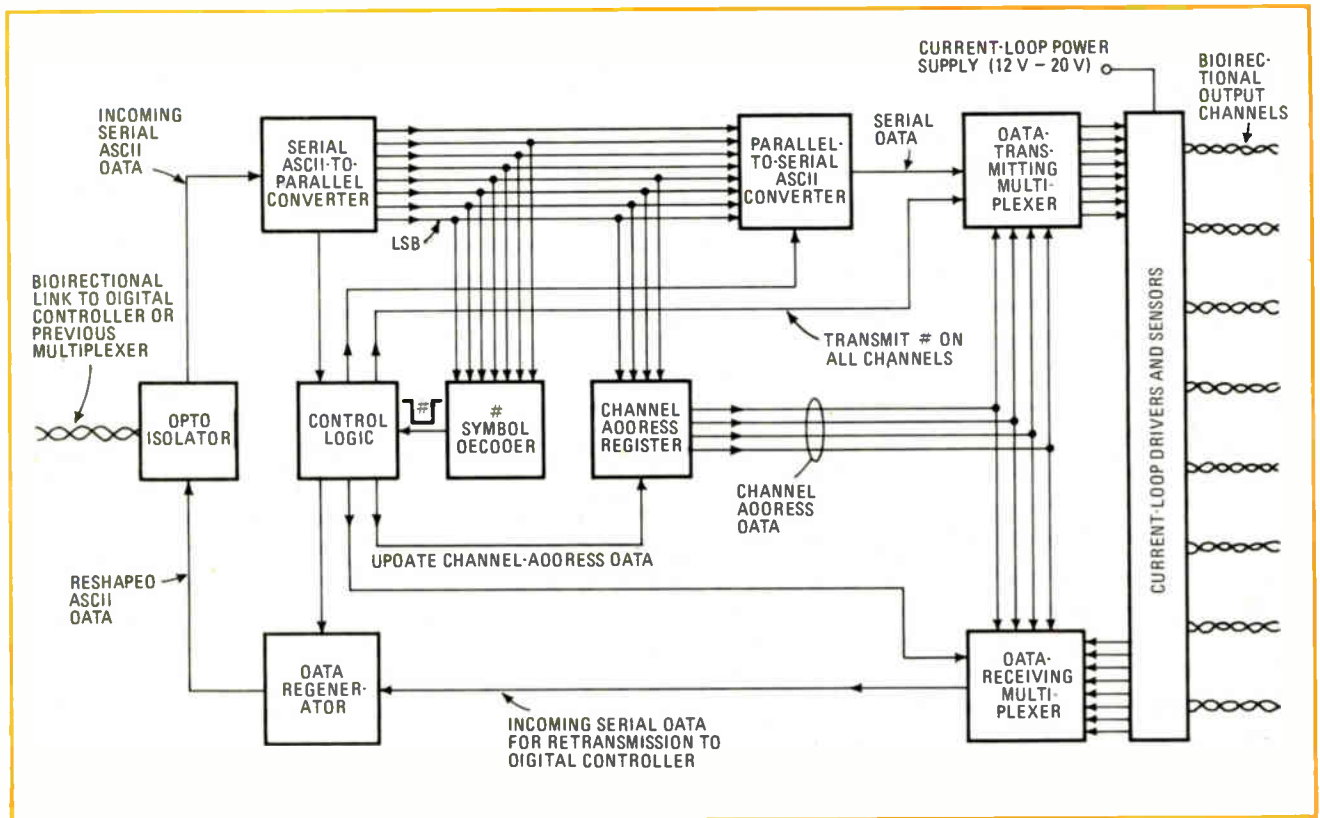 CURRENT-LOOP POWER
SUPPLY (12 V – 20 V)
BIOIREC-
TIONAL
OUTPUT
CHANNELS
INCOMING
SERIAL
ASCII
DATA
SERIAL
ASCII-TO-
PARALLEL
CONVERTER
PARALLEL-
TO-SERIAL
ASCII
CONVERTER
SERIAL
DATA
DATA-
TRANS-
MITTING
MULTI-
PLEXER
LSB
BIOIRECTIONAL
LINK TO OIGITAL
CONTROLLER OR
PREVIOUS
MULTIPLEXER
TRANSMIT # ON
ALL CHANNELS
OPTO
ISOLATOR
CONTROL
LOGIC
#
#
SYMBOL
OECOOER
CHANNEL
AOORESS
REGISTER
CHANNEL
AOORESS
OATA
CURRENT-LOOP DRIVERS AND SENSORS
UPOATE CHANNEL-AOORESS DATA
RESHAPEO
ASCII
OATA
OATA
REGENER-
ATOR
INCOMING SERIAL OATA
FOR RETRANSMISSION TO
OIGITAL CONTROLLER
OATA-
RECEIVING
MULTI-
PLEXER